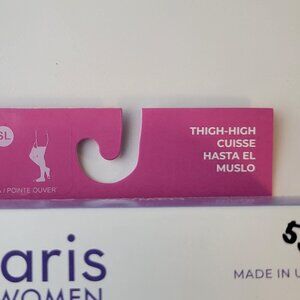 SL
THIGH-HIGH
CUISSE
HASTA EL
MUSLO
/ POINTE OUVER
aris
WOMEN
MADE IN U